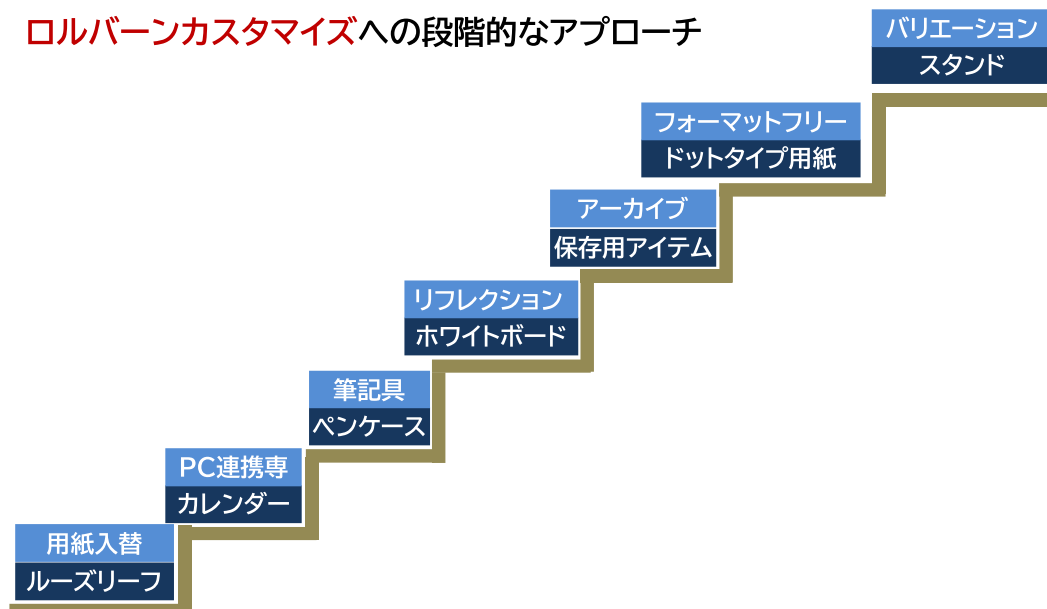 ロルバーンカスタマイズへの段階的なアプローチ
バリエーション
スタンド
フォーマットフリー
ドットタイプ用紙
アーカイブ
保存用アイテム
リフレクション
ホワイトボード
筆記具
ペンケース
PC連携専
カレンダー
用紙入替
ルーズリーフ